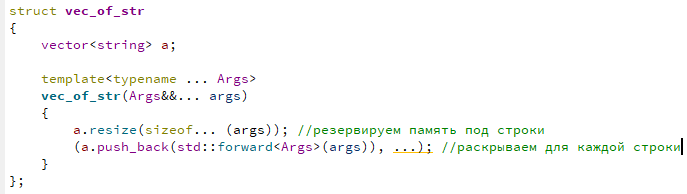 struct vec_of_str
{
    vector<string> a;

    template<typename ... Args>
    vec_of_str(Args&&... args)
    {
        a.resize(sizeof... (args)); //резервируем память под строки
        (a.push_back(std::forward<Args>(args)), ...); //раскрываем для каждой строки
    }
};